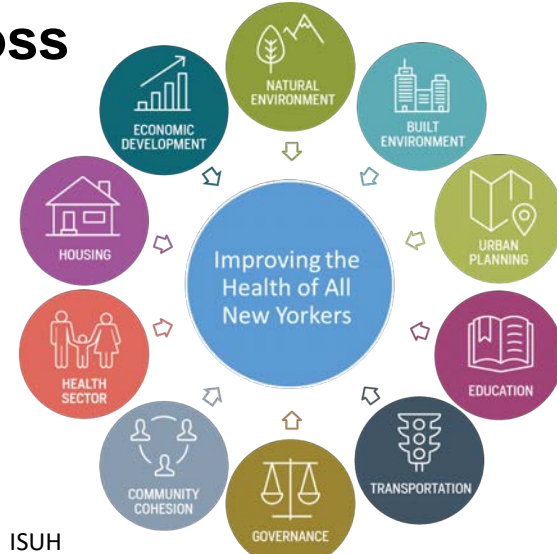 oss
NATURAL
ENVIRONMENT
ECONOMIC
DEVELOPMENT
BUILT
ENVIRONMENT
HOUSING
URBAN
PLANNING
Improving the
Health of All
New Yorkers
HEALTH
SECTOR
EDUCATION
COMMUNITY
COHESION
TRANSPORTATION
GOVERNANCE
ISUH